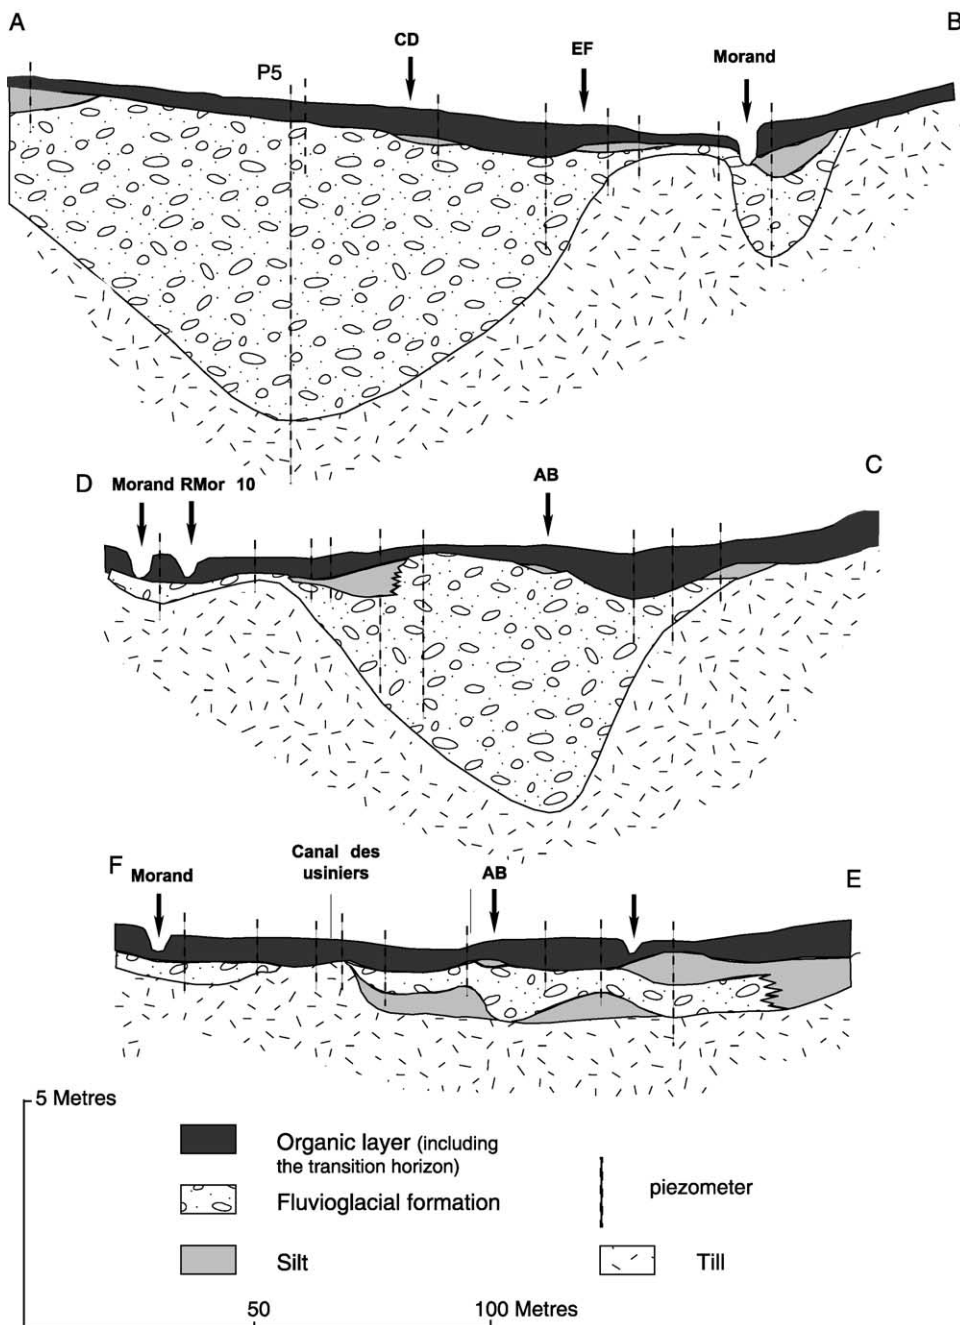 A
B
CD
EF
Morand
P5
D
C
Morand RMor 10
AB
F
E
Canal des
usiniers
Morand
AB
5 Metres
Organic layer (including
the transition horizon)
Fluvioglacial formation
piezometer
Silt
Till
50
100 Metres